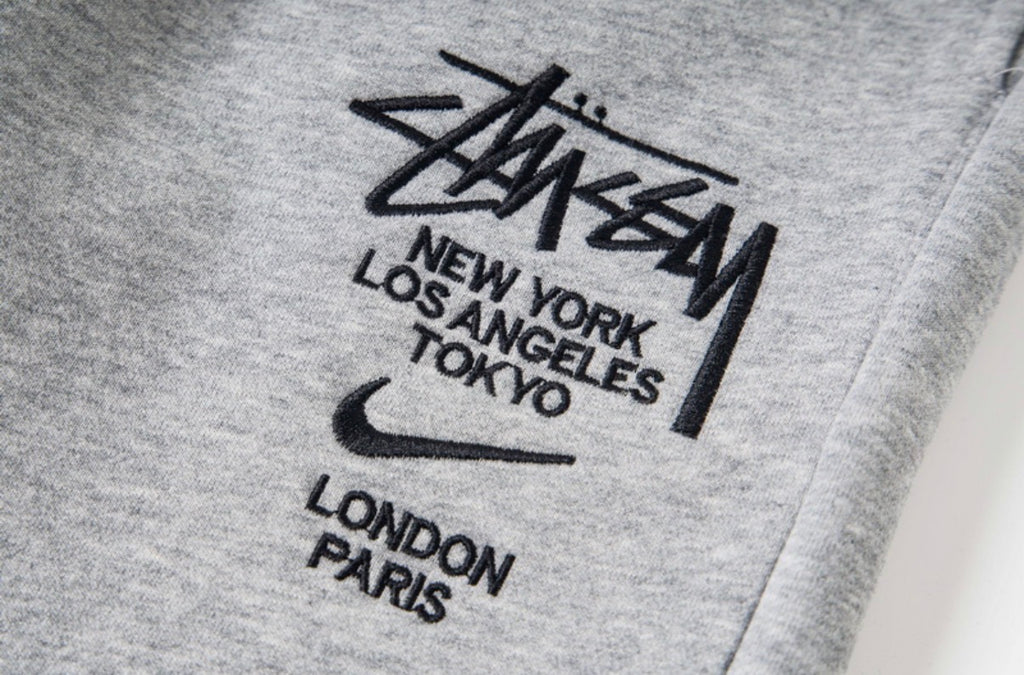 STÜSSY
NEW YORK
LOS ANGELES
TOKYO
LONDON
PARIS